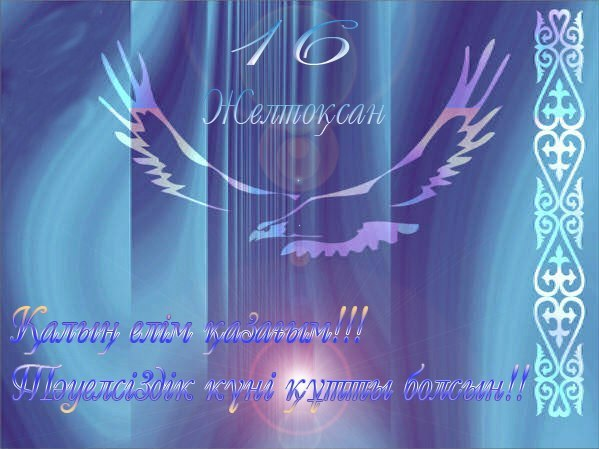 16
Желтоқсан
Қалың елім қазағым!!!
Тәуелсіздік күні құтты болсын!!